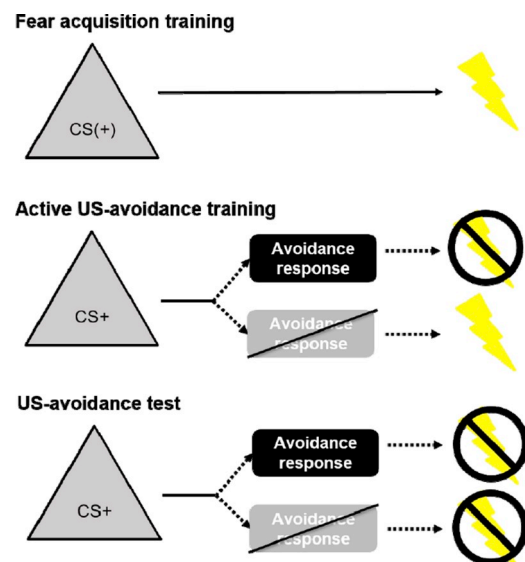 Fear acquisition training
CS(+)
Active US-avoidance training
CS+
Avoidance
response
Avoidance
response
US-avoidance test
CS+
Avoidance
response
Avoidance
response